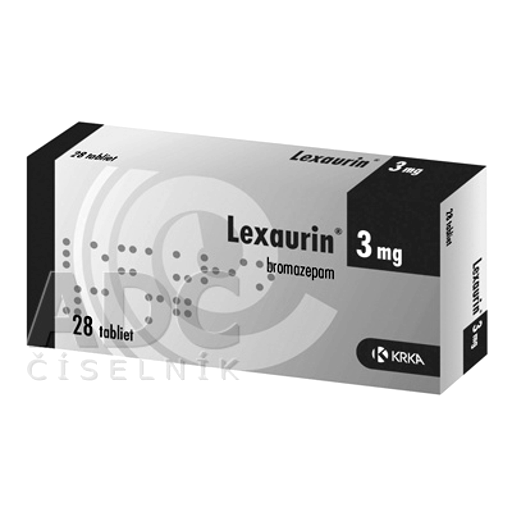 28 tabliet
Lexaurin® 3 mg
Lexaurin® 3 mg
bromazepam
28 tabliet
KRKA
28 tabliet
Lexaurin® 3 mg
ADC
ČÍSELNÍK